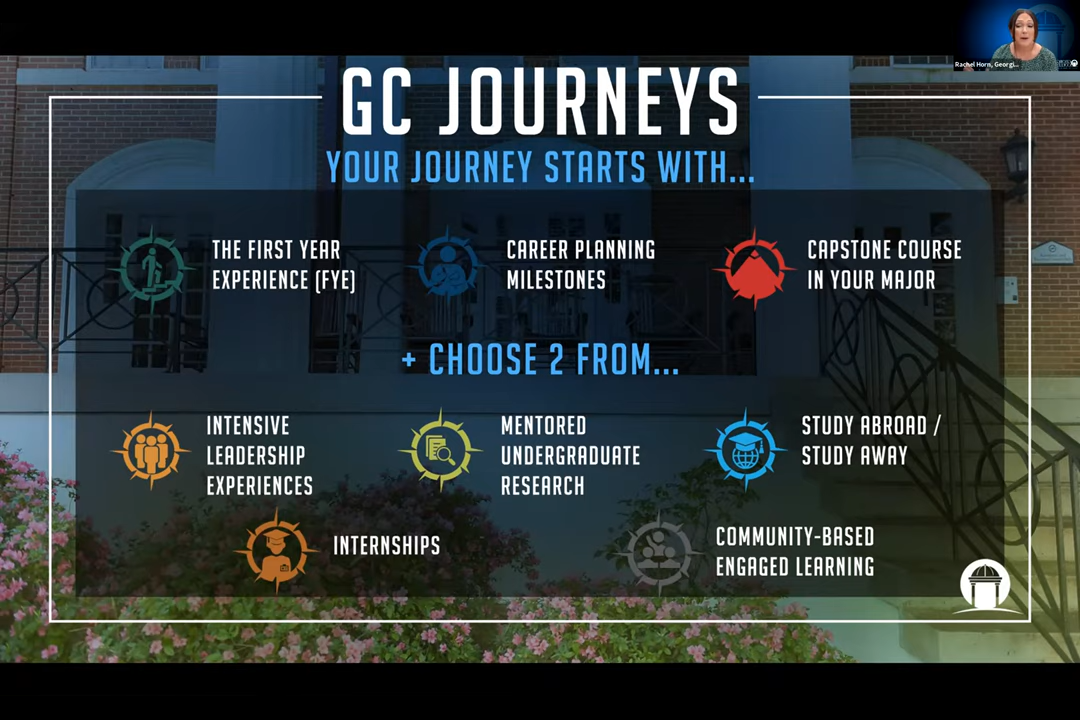 Rachel Horn, Georgi...
GC JOURNEYS
YOUR JOURNEY STARTS WITH...
THE FIRST YEAR
EXPERIENCE (FYE)
CAREER PLANNING
MILESTONES
CAPSTONE COURSE
IN YOUR MAJOR
+ CHOOSE 2 FROM...
INTENSIVE
LEADERSHIP
EXPERIENCES
MENTORED
UNDERGRADUATE
RESEARCH
STUDY ABROAD /
STUDY AWAY
INTERNSHIPS
COMMUNITY-BASED
ENGAGED LEARNING